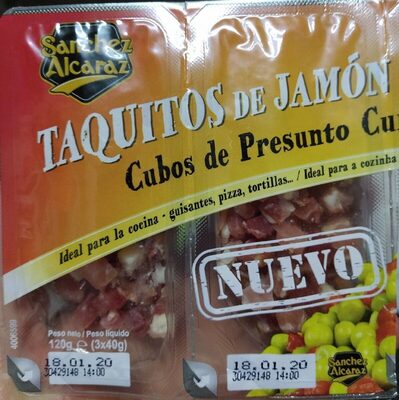 Sanchez
Alcaraz
TAQUITOS DE JAMÓN
Cubos de Presunto Cu
Ideal para la cocina - guisantes, pizza, tortillas... / Ideal para a cozinha
NUEVO
Peso neto / Peso líquido
120g e (3x40g)
18.01.20
30429148 14:00
18.01.20
30429148 14:00
Sanchez
Alcaraz